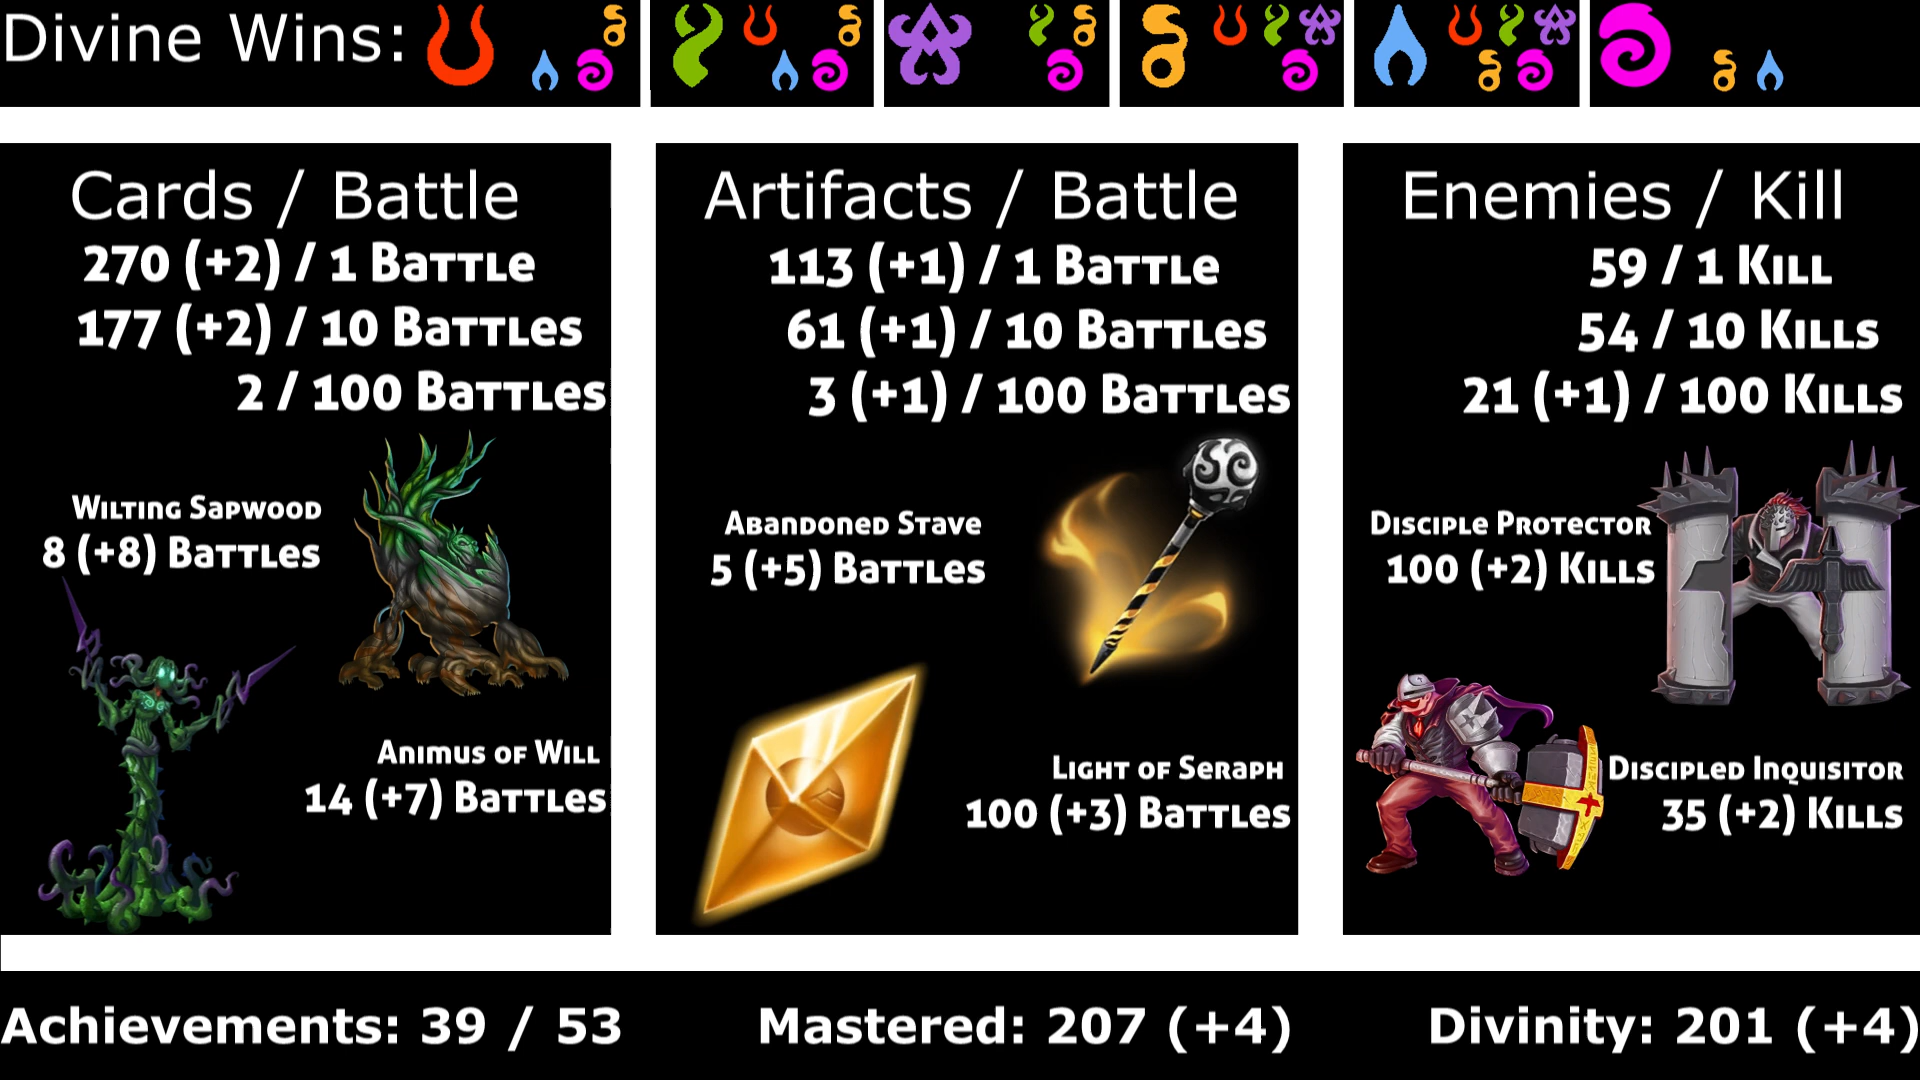 Divine Wins:
Cards / Battle
270 (+2) / 1 Battle
177 (+2) / 10 Battles
2 / 100 Battles
Wilting Sapwood
8 (+8) Battles
Animus of Will
14 (+7) Battles
Artifacts / Battle
113 (+1) / 1 Battle
61 (+1) / 10 Battles
3 (+1) / 100 Battles
Abandoned Stave
5 (+5) Battles
Light of Seraph
100 (+3) Battles
Enemies / Kill
59 / 1 Kill
54 / 10 Kills
21 (+1) / 100 Kills
Disciple Protector
100 (+2) Kills
Discipled Inquisitor
35 (+2) Kills
Achievements: 39 / 53
Mastered: 207 (+4)
Divinity: 201 (+4)